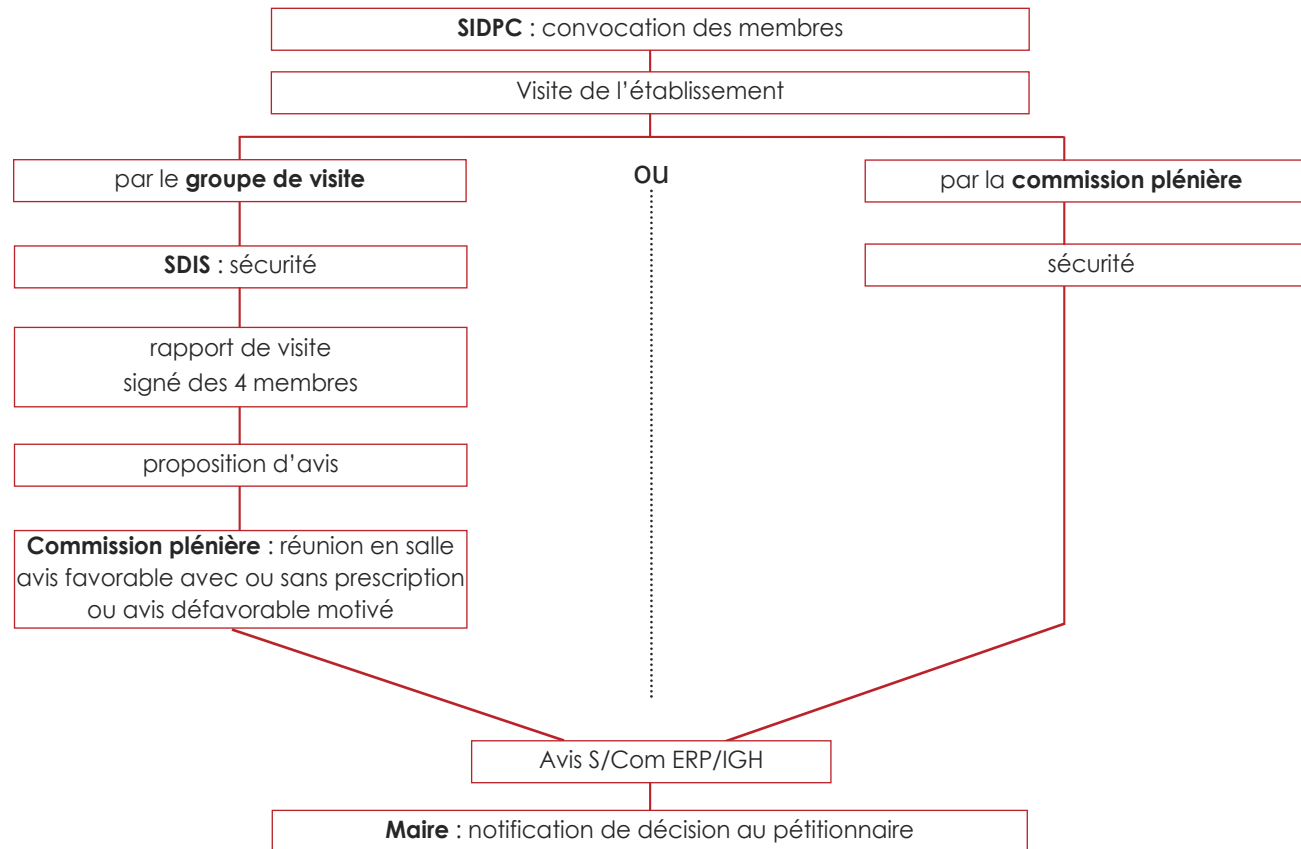 SIDPC : convocation des membres
Visite de l'établissement
par le groupe de visite
ou
par la commission plénière
SDIS : sécurité
sécurité
rapport de visite
signé des 4 membres
proposition d'avis
Commission plénière : réunion en salle
avis favorable avec ou sans prescription
ou avis défavorable motivé
Avis S/Com ERP/IGH
Maire : notification de décision au pétitionnaire